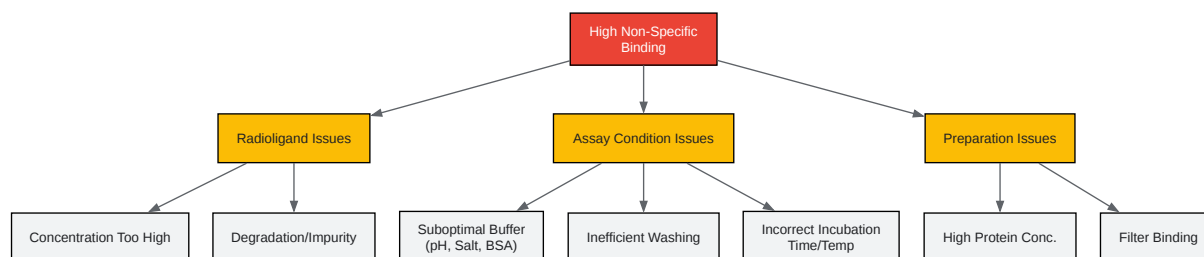 High Non-Specific
Binding
Radioligand Issues
Assay Condition Issues
Preparation Issues
Concentration Too High
Degradation/Impurity
Suboptimal Buffer
(pH, Salt, BSA)
Inefficient Washing
Incorrect Incubation
Time/Temp
High Protein Conc.
Filter Binding